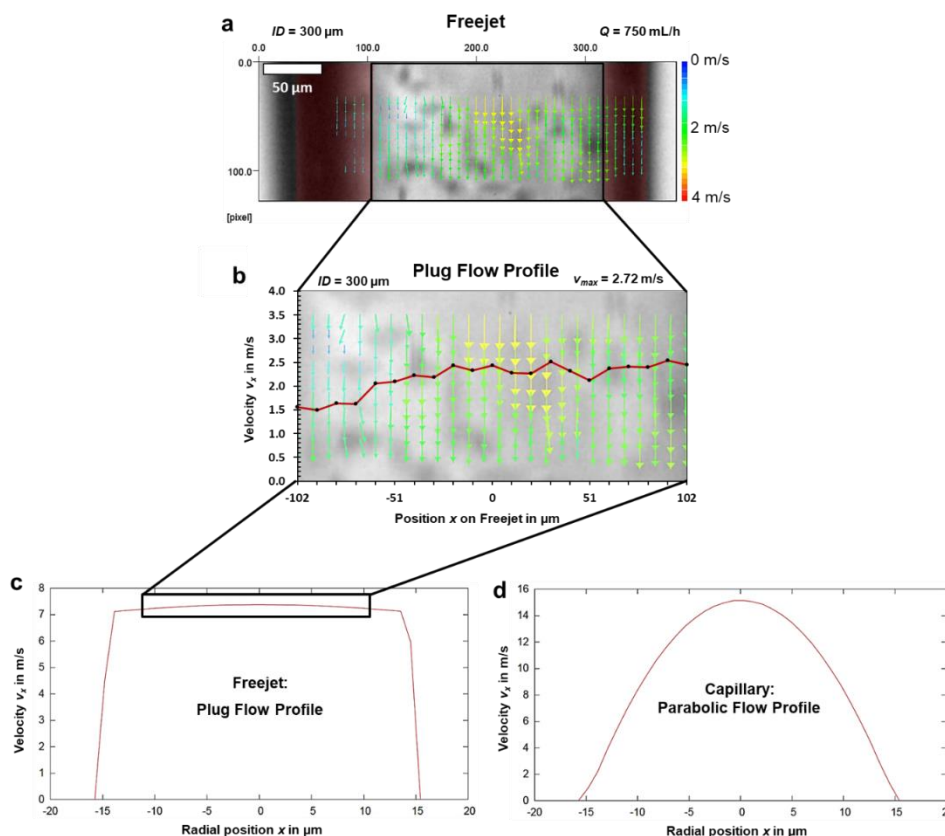 a
Freejet
ID = 300 µm
Q = 750 mL/h
0.0
100.0
200.0
300.0
0.0
50 µm
100.0
[pixel]
0 m/s
2 m/s
4 m/s
b
Plug Flow Profile
ID = 300 µm
vmax = 2.72 m/s
Velocity vx in m/s
4.0
3.5
3.0
2.5
2.0
1.5
1.0
0.5
0.0
-102
-51
0
51
102
Position x on Freejet in µm
c
Velocity vx in m/s
8
7
6
5
4
3
2
1
0
Freejet:
Plug Flow Profile
-20
-15
-10
-5
0
5
10
15
20
Radial position x in µm
d
Velocity vx in m/s
16
14
12
10
8
6
4
2
0
Capillary:
Parabolic Flow Profile
-20
-15
-10
-5
0
5
10
15
Radial position x in µm